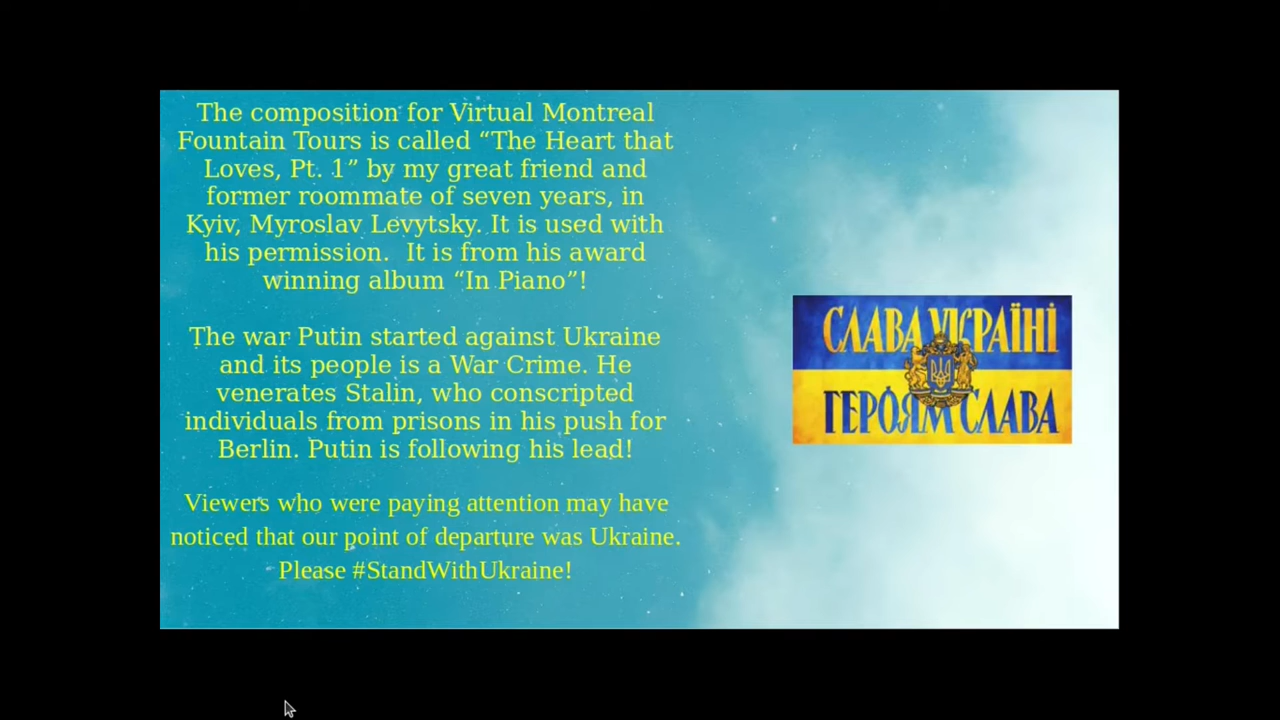 The composition for Virtual Montreal
Fountain Tours is called “The Heart that
Loves, Pt. 1” by my great friend and
former roommate of seven years, in
Kyiv, Myroslav Levytsky. It is used with
his permission.  It is from his award
winning album “In Piano”!
The war Putin started against Ukraine
and its people is a War Crime. He
venerates Stalin, who conscripted
individuals from prisons in his push for
Berlin. Putin is following his lead!
Viewers who were paying attention may have
noticed that our point of departure was Ukraine.
Please #StandWithUkraine!
СЛАВА УКРАЇНІ
ГЕРОЯМ СЛАВА